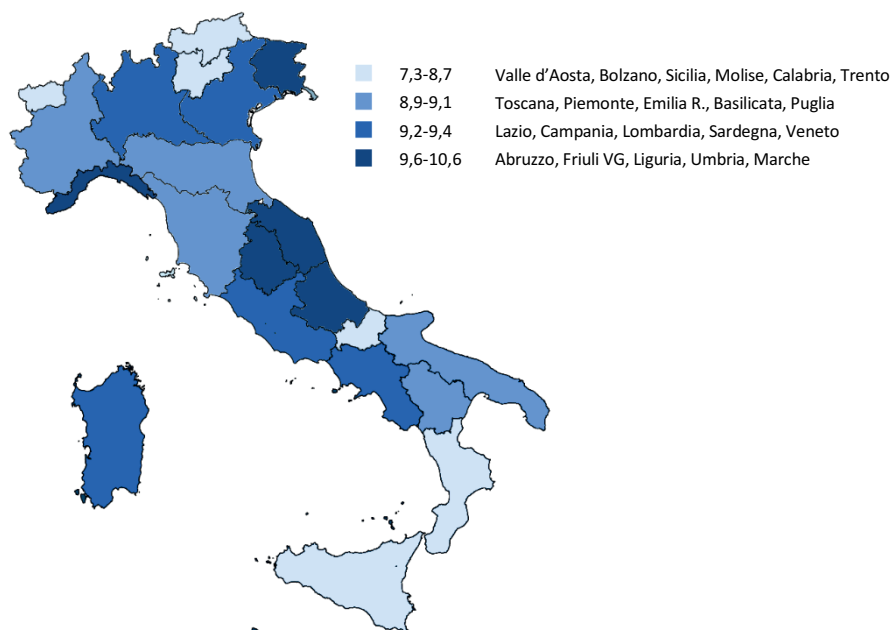 7,3-8,7 Valle d’Aosta, Bolzano, Sicilia, Molise, Calabria, Trento
8,9-9,1 Toscana, Piemonte, Emilia R., Basilicata, Puglia
9,2-9,4 Lazio, Campania, Lombardia, Sardegna, Veneto
9,6-10,6 Abruzzo, Friuli VG, Liguria, Umbria, Marche